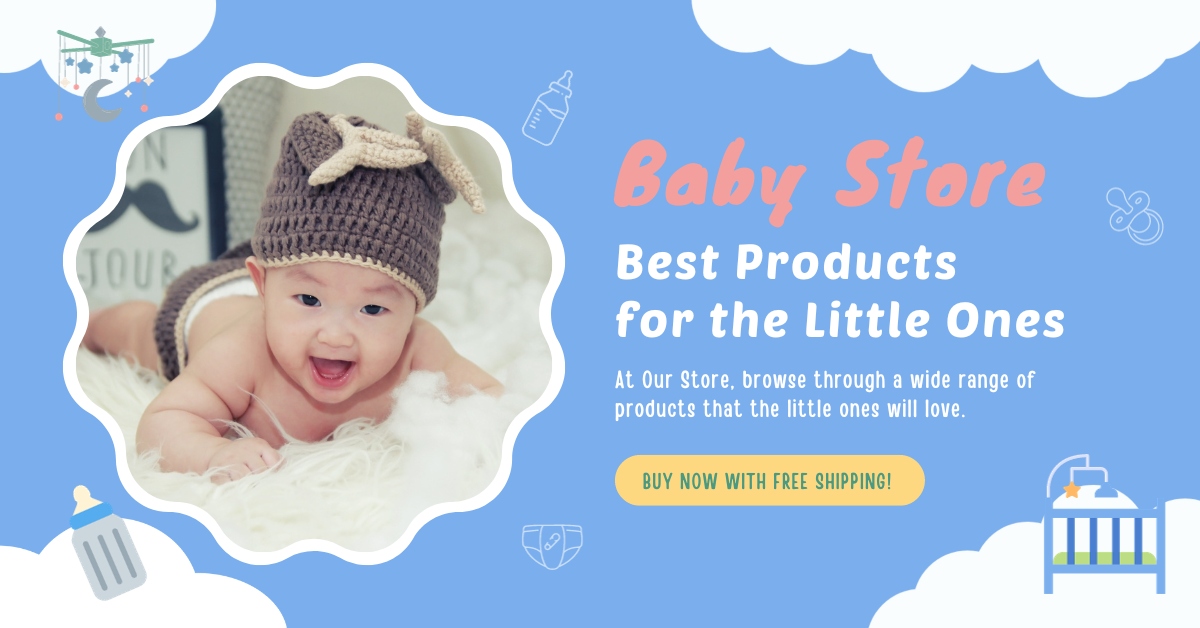 JOUR
Baby Store
Best Products
for the Little Ones
At Our Store, browse through a wide range of
products that the little ones will love.
BUY NOW WITH FREE SHIPPING!